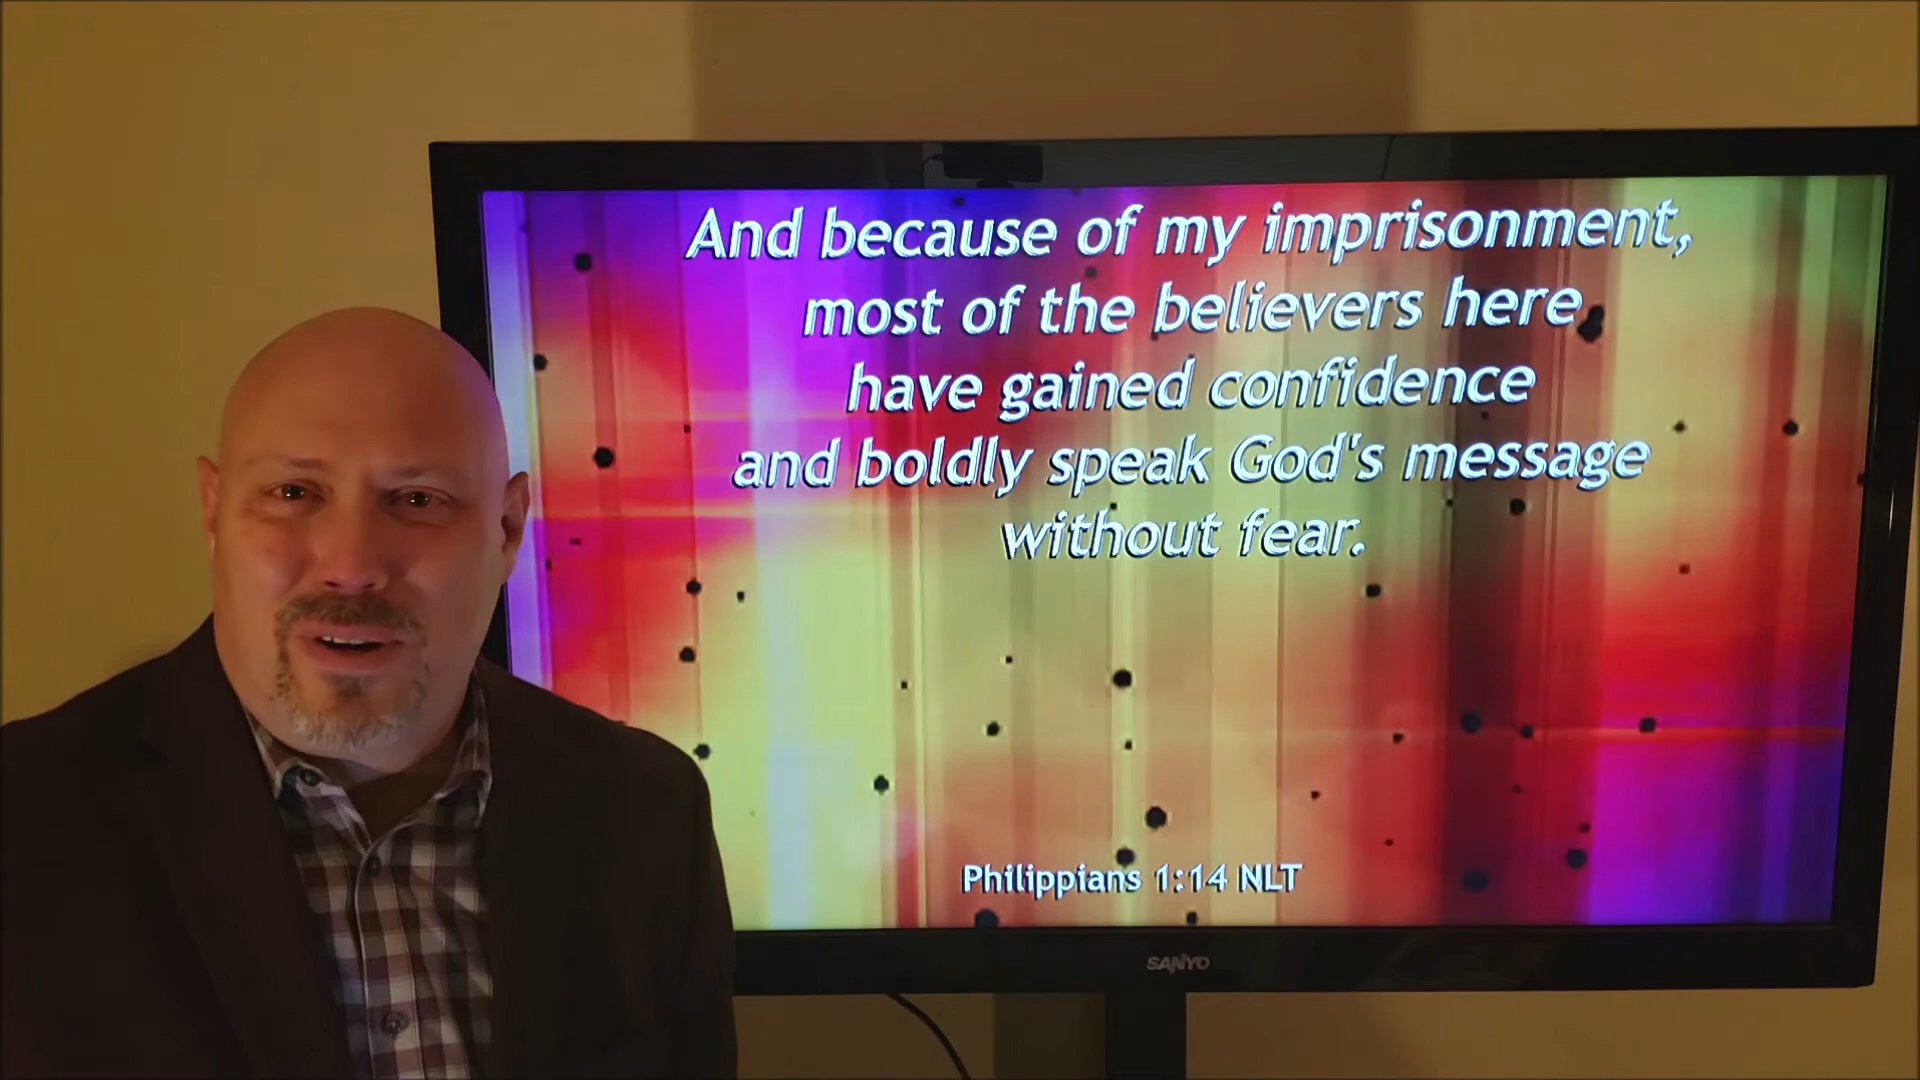 And because of my imprisonment,
most of the believers here
have gained confidence
and boldly speak God's message
without fear.
Philippians 1:14 NLT
SANYO